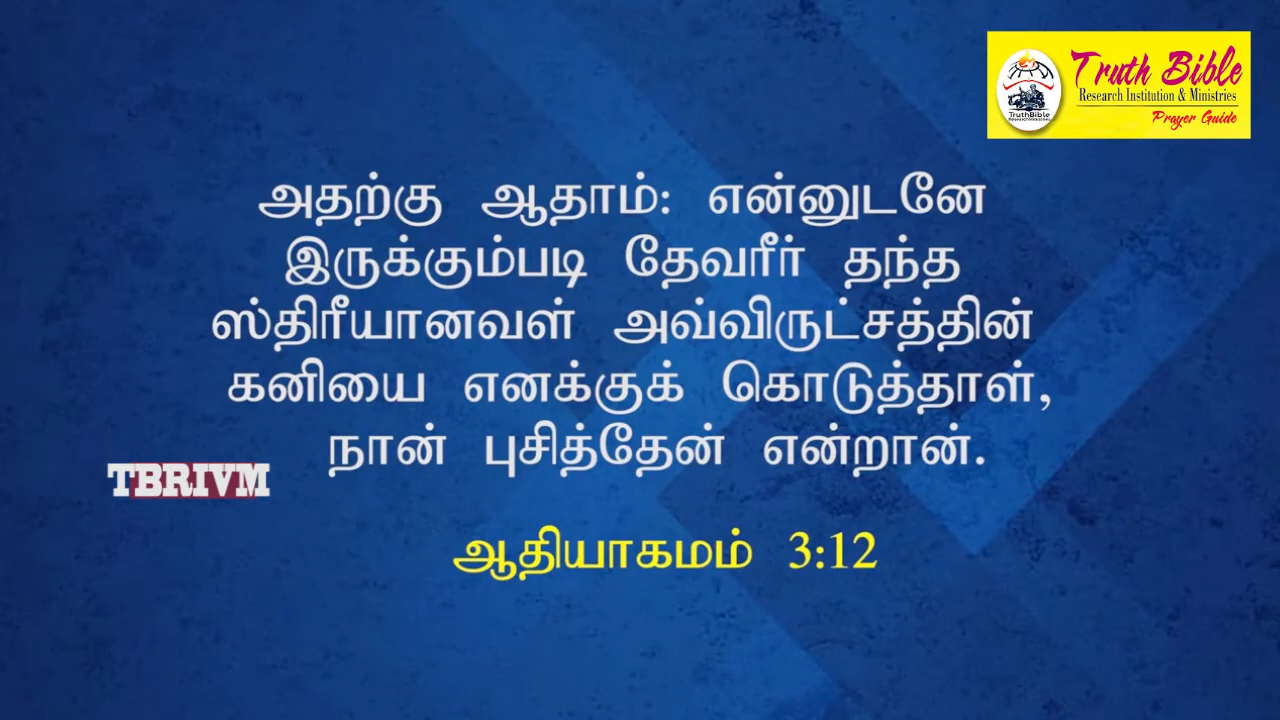 Truth Bible
Research Institution & Ministries
Prayer Guide
TruthBible
அதற்கு ஆதாம்: என்னுடனே
இருக்கும்படி தேவரீர் தந்த
ஸ்திரீயானவள் அவ்விருட்சத்தின்
கனியை எனக்குக் கொடுத்தாள்,
நான் புசித்தேன் என்றான்.
TBRIVM
ஆதியாகமம் 3:12